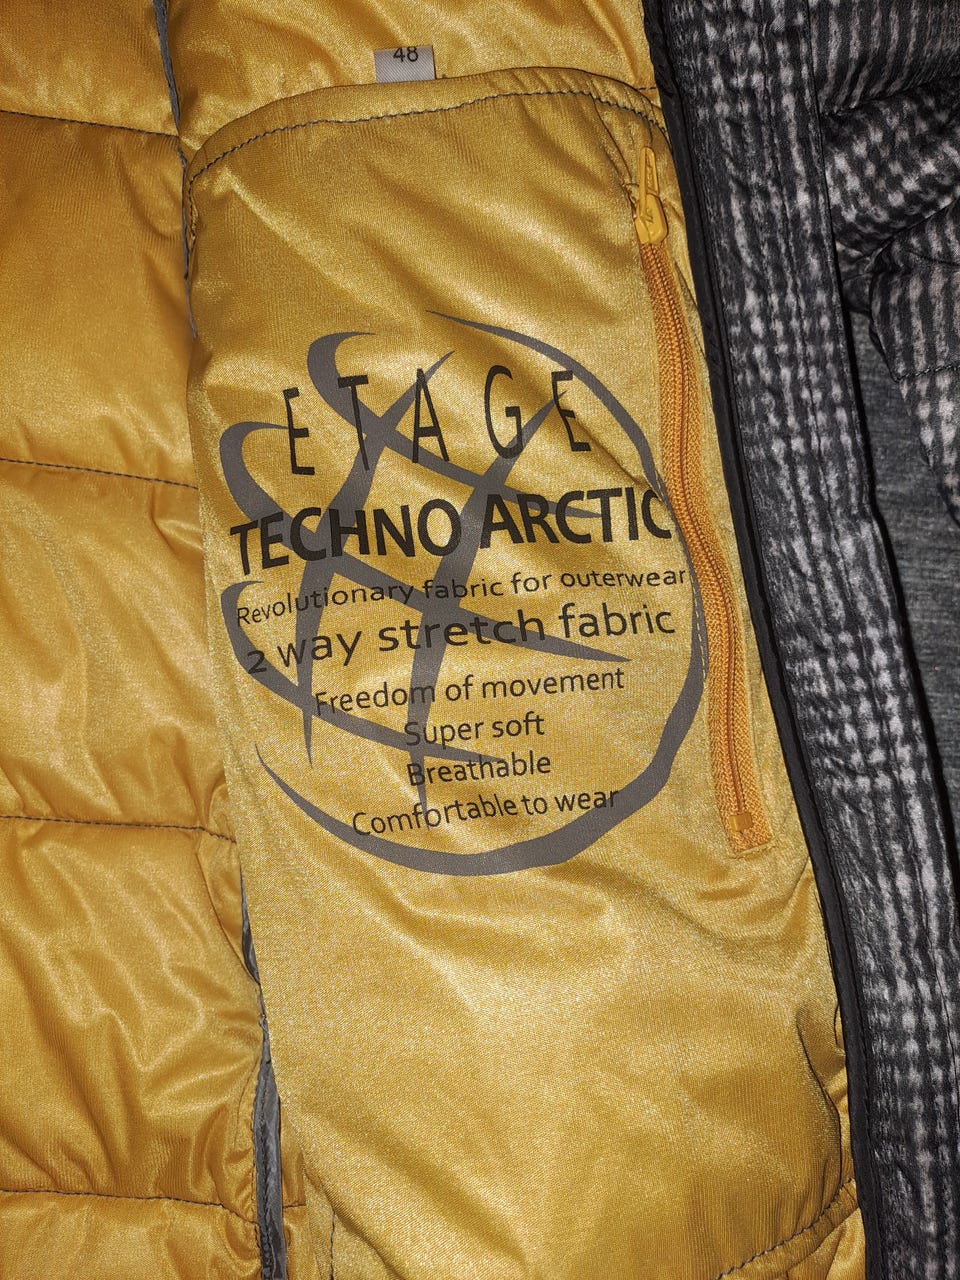 48
ETAGE
TECHNO ARCTIC
Revolutionary fabric for outerwear
2 way stretch fabric
Freedom of movement
Super soft
Breathable
Comfortable to wear